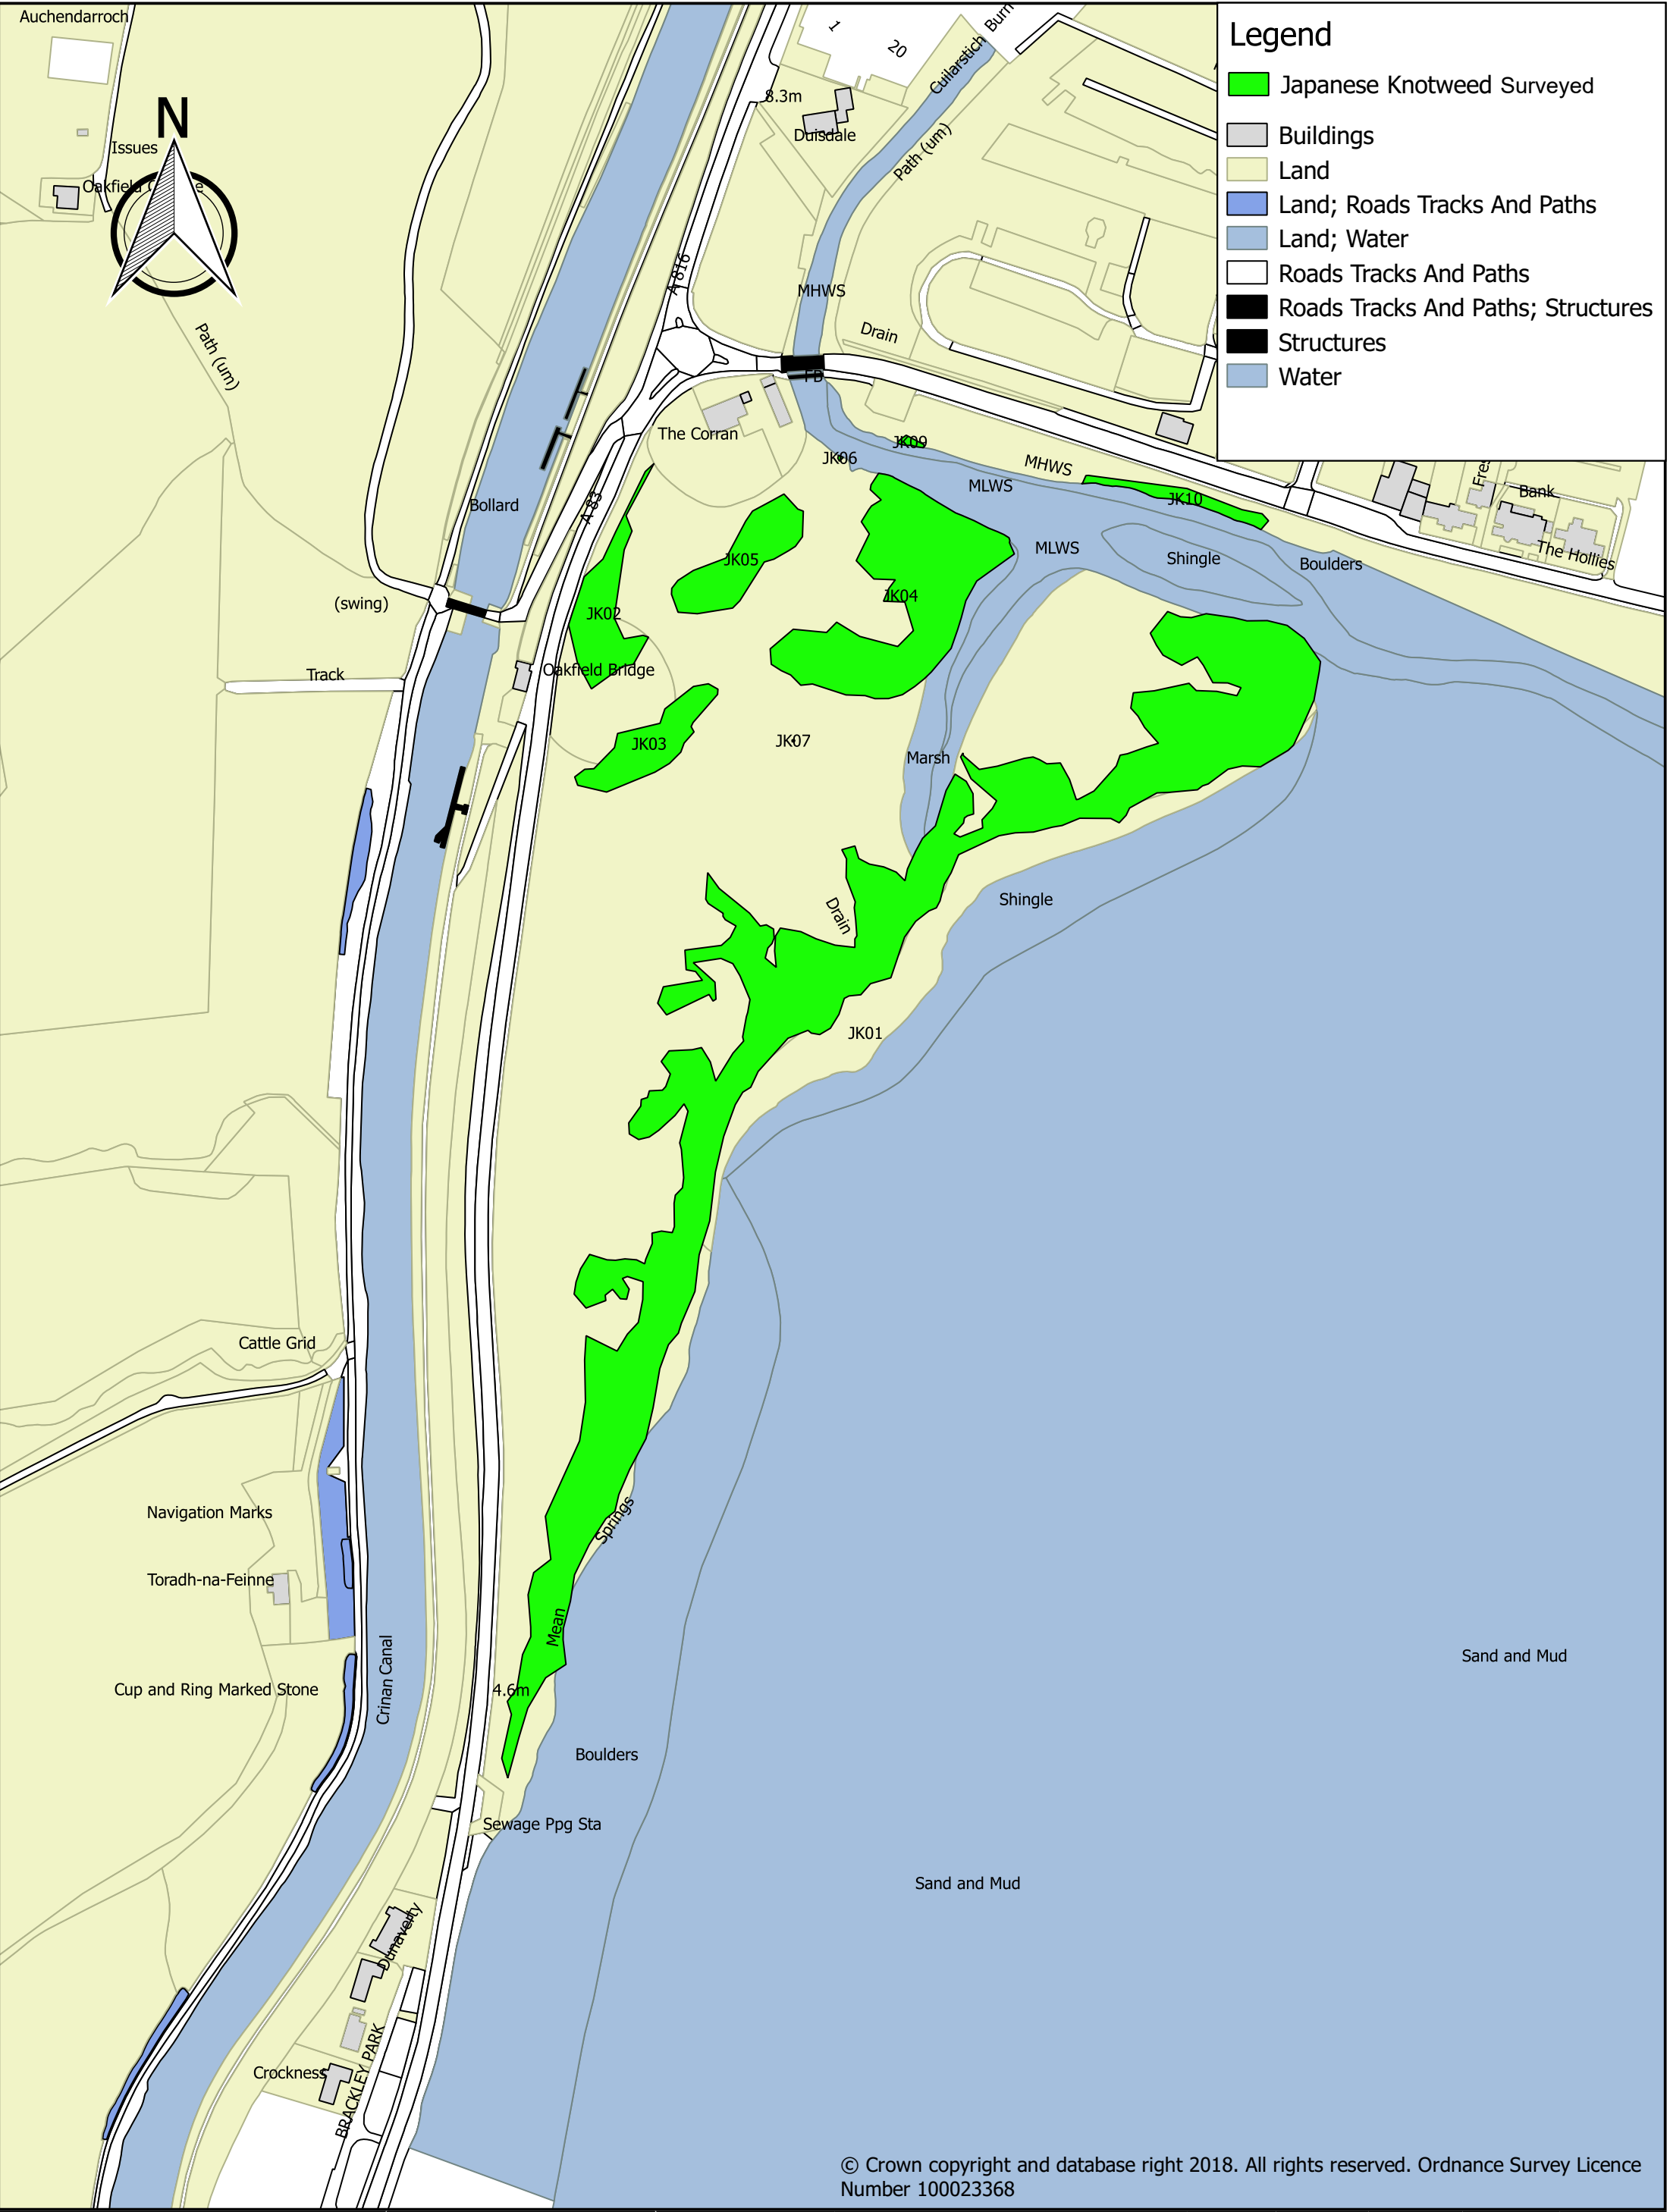 Auchendarroch
N
Issues
Path (um)
1
20
Cuilarstich Burn
8.3m
Duisdale
Path (um)
A 816
MHWS
Drain
FB
The Corran
JK09
JK06
MHWS
MLWS
JK10
Bollard
A 83
MLWS
Shingle
Boulders
Bank
The Hollies
JK05
JK04
JK02
(swing)
Oakfield Bridge
Track
JK03
JK07
Marsh
Drain
Shingle
JK01
Cattle Grid
Navigation Marks
Springs
Toradh-na-Feinne
Mean
Crinan Canal
Cup and Ring Marked Stone
4.6m
Sand and Mud
Boulders
Sewage Ppg Sta
Sand and Mud
Dunaverty
Crockness
BRACKLEY PARK
Legend
Japanese Knotweed Surveyed
Buildings
Land
Land; Roads Tracks And Paths
Land; Water
Roads Tracks And Paths
Roads Tracks And Paths; Structures
Structures
Water
© Crown copyright and database right 2018. All rights reserved. Ordnance Survey Licence
Number 100023368